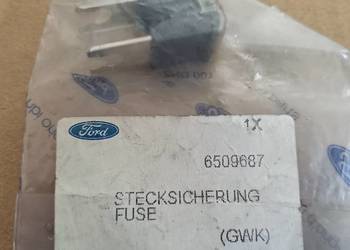 Ford
1X
6509687
STECKSICHERUNG
FUSE
(GWK)